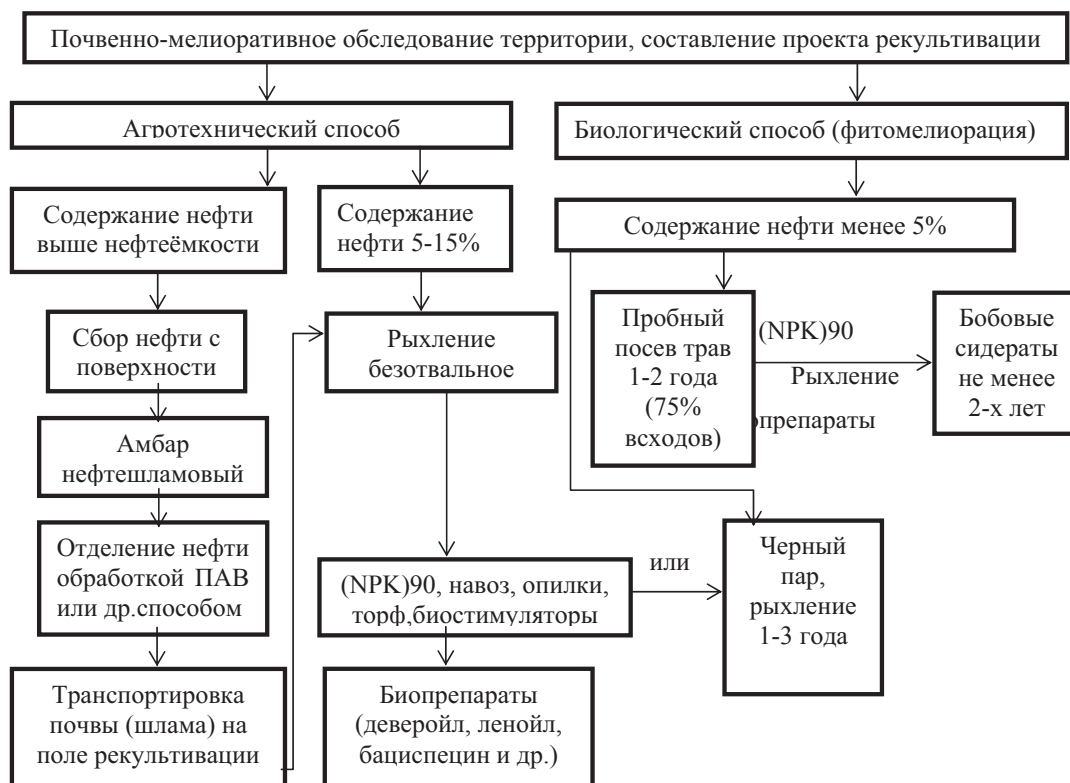 Почвенно-мелиоративное обследование территории, составление проекта рекультивации
Агротехнический способ
Биологический способ (фитомелиорация)
Содержание нефти
выше нефтеёмкости
Содержание
нефти 5-15%
Содержание нефти менее 5%
Сбор нефти с
поверхности
Рыхление
безотвальное
Пробный
посев трав
1-2 года
(75%
всходов)
(NPK)90
Рыхление
Бобовые
сидераты
не менее
2-х лет
Амбар
нефтешламовый
Отделение нефти
обработкой ПАВ
или др.способом
(NPK)90, навоз, опилки,
торф,биостимуляторы
или
Черный
пар,
рыхление
1-3 года
Транспортировка
почвы (шлама) на
поле рекультивации
Биопрепараты
(деверойл, ленойл,
бациспецин и др.)